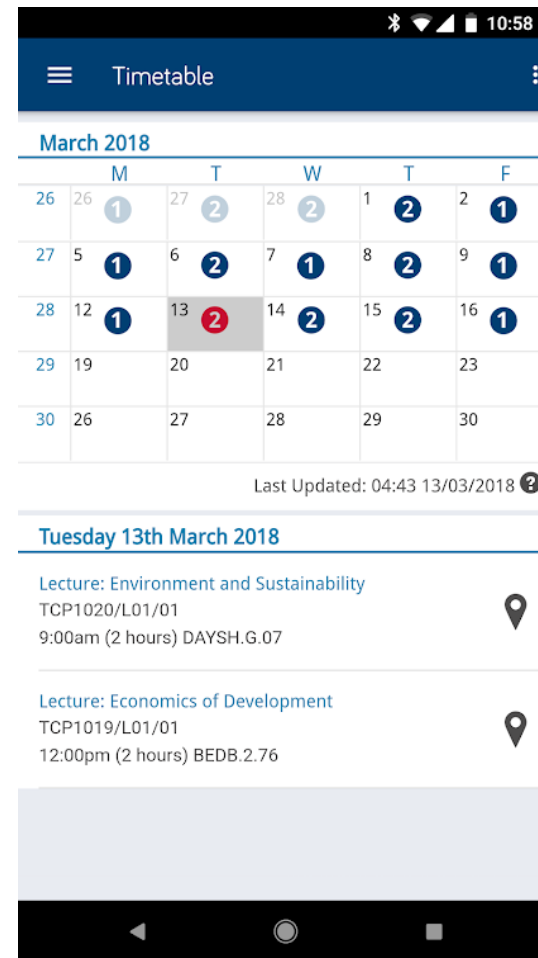 10:58
Timetable
March 2018
M T W T F
26 26 1 27 2 28 2 1 2 2 1
27 5 1 6 2 7 1 8 2 9 1
28 12 1 13 2 14 2 15 2 16 1
29 19 20 21 22 23
30 26 27 28 29 30
Last Updated: 04:43 13/03/2018 ?
Tuesday 13th March 2018
Lecture: Environment and Sustainability
TCP1020/L01/01
9:00am (2 hours) DAYSH.G.07
Lecture: Economics of Development
TCP1019/L01/01
12:00pm (2 hours) BEDB.2.76